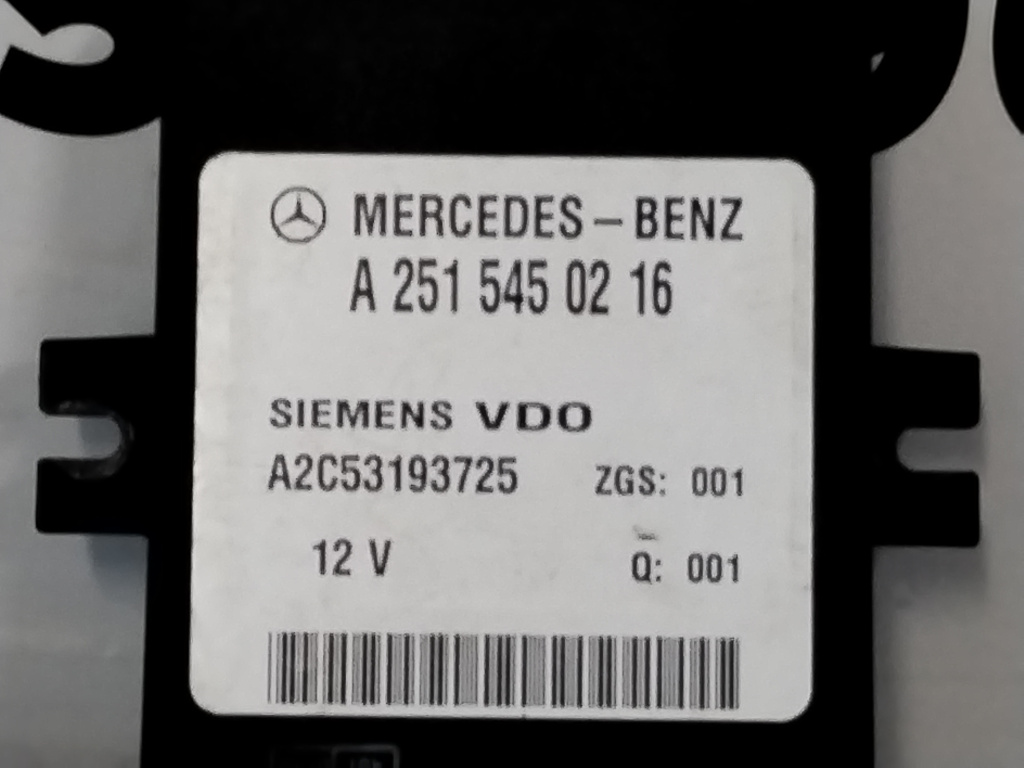 MERCEDES-BENZ
A 251 545 02 16
SIEMENS VDO
A2C53193725 ZGS: 001
12 V Q: 001